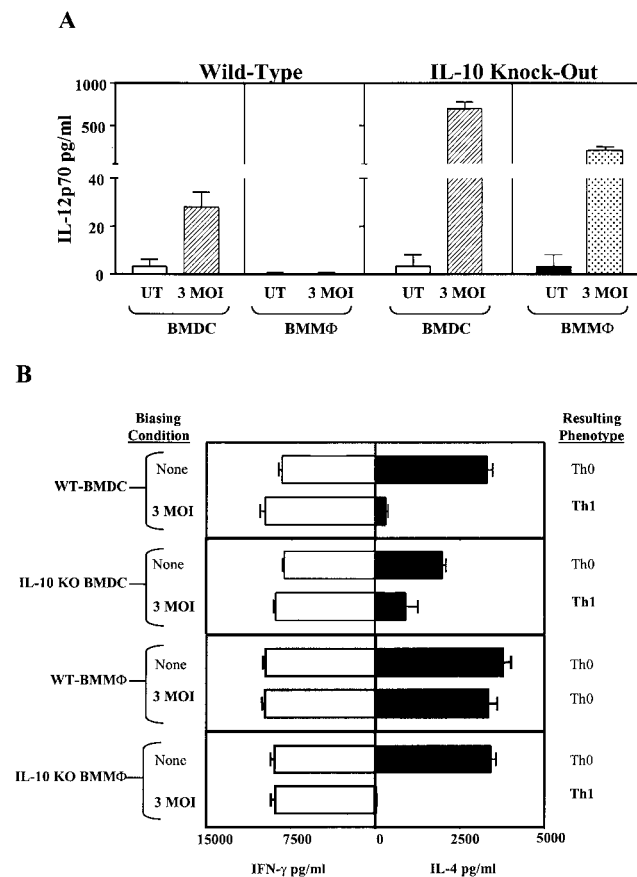 A
Wild-Type IL-10 Knock-Out
IL-12p70 pg/ml
1000
500
40
20
0
UT 3 MOI UT 3 MOI UT 3 MOI UT 3 MOI
BMDC BMMΦ BMDC BMMΦ
B
Biasing
Condition
Resulting
Phenotype
WT-BMDC
None Th0
3 MOI Th1
IL-10 KO BMDC
None Th0
3 MOI Th1
WT-BMMΦ
None Th0
3 MOI Th0
IL-10 KO BMMΦ
None Th0
3 MOI Th1
15000 7500 0 2500 5000
IFN-γ pg/ml IL-4 pg/ml